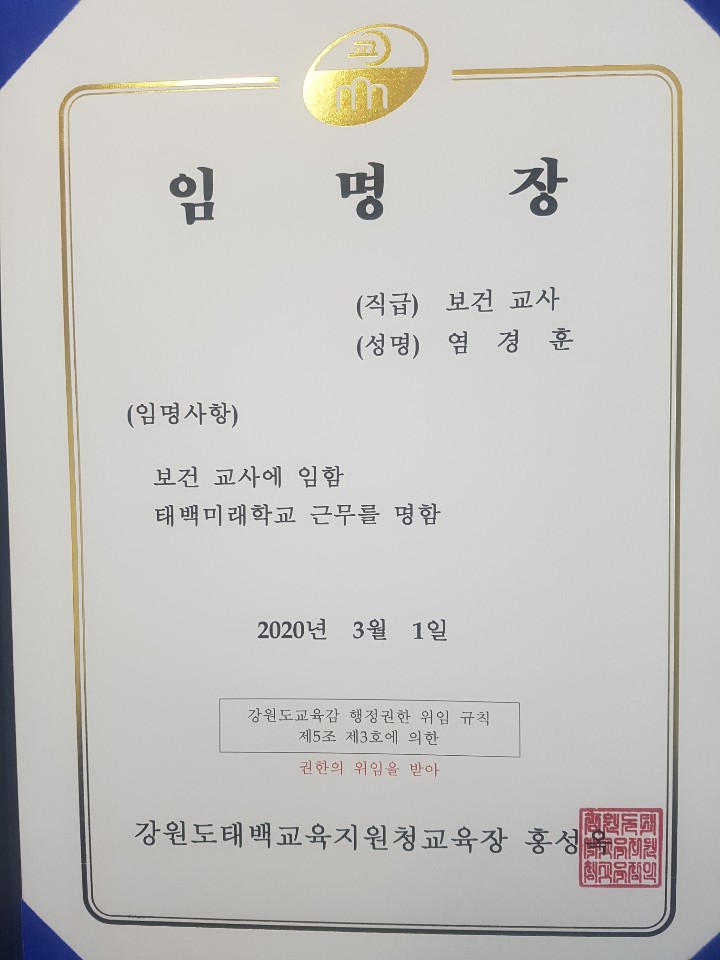 교
임 명 장
(직급) 보건 교사
(성명) 염 경 훈
(임명사항)
보건 교사에 임함
태백미래학교 근무를 명함
2020년 3월 1일
강원도교육감 행정권한 위임 규칙
제5조 제3호에 의한
권한의 위임을 받아
강원도태백교육지원청교육장 홍성욱